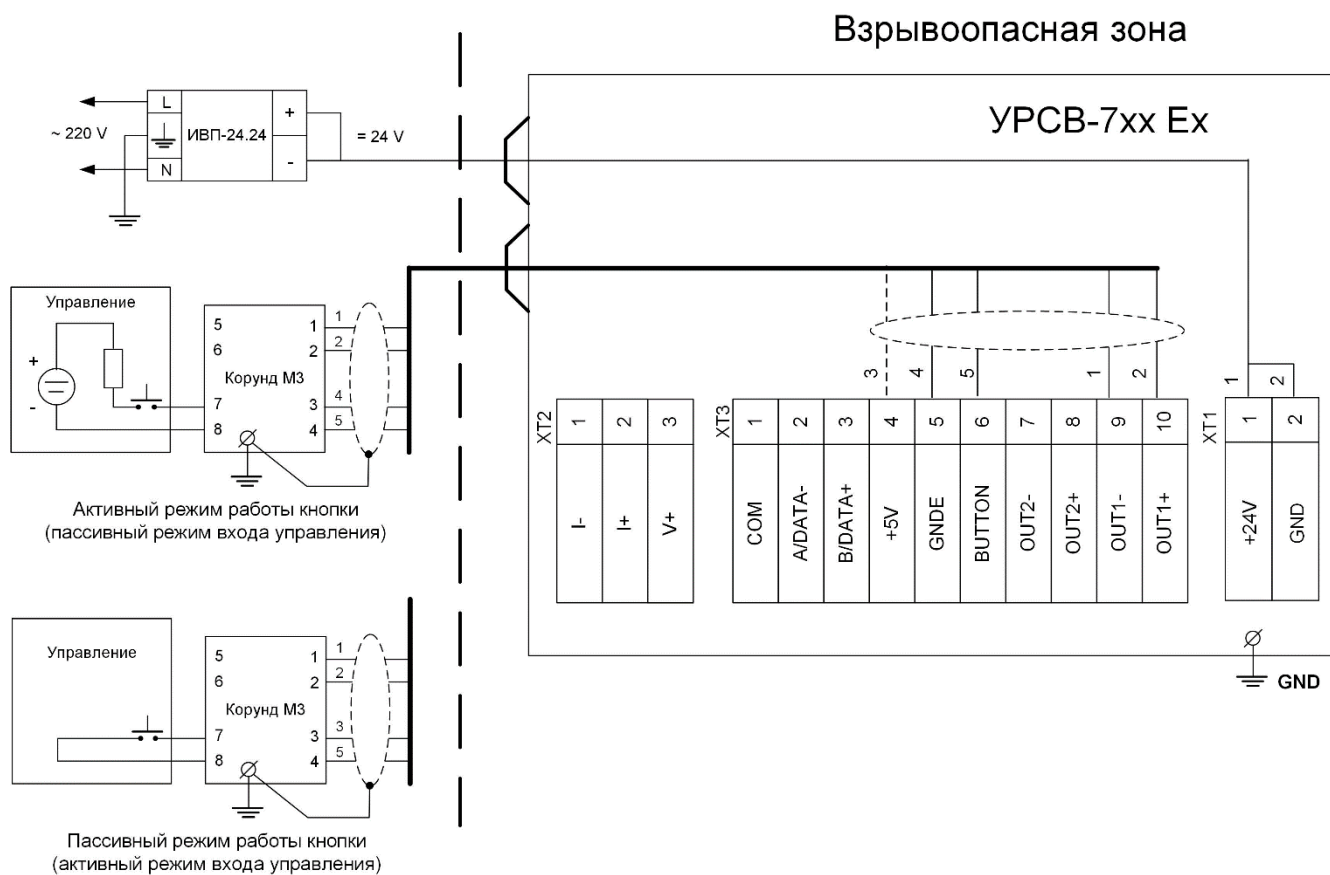 Взрывоопасная зона
УРСВ-7xx Ex
~ 220 V
L
N
ИВП-24.24
+
-
= 24 V
Управление
+
-
5
6
7
8
Корунд М3
1
2
3
4
1
2
4
5
Активный режим работы кнопки
(пассивный режим входа управления)
Управление
5
6
7
8
Корунд М3
1
2
3
4
1
2
3
5
Пассивный режим работы кнопки
(активный режим входа управления)
3
4
5
1
2
1
2
XT2
1
2
3
I-
I+
V+
XT3
1
2
3
4
5
6
7
8
9
10
COM
A/DATA-
B/DATA+
+5V
GNDE
BUTTON
OUT2-
OUT2+
OUT1-
OUT1+
XT1
1
2
+24V
GND
GND